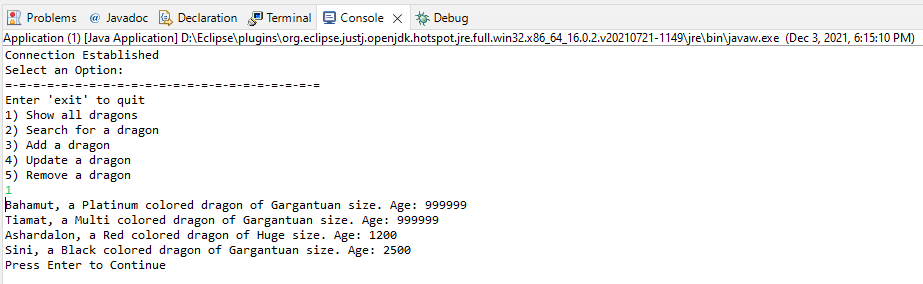 Problems @ Javadoc Declaration Terminal Console Debug
Application (1) [Java Application] D:\Eclipse\plugins\org.eclipse.justj.openjdk.hotspot.jre.full.win32.x86_64_16.0.2.v20210721-1149\jre\bin\javaw.exe (Dec 3, 2021, 6:15:10 PM)
Connection Established
Select an Option:
=-=-=-=-=-=-=-=-=-=-=-=-=-=-=-=-=-=-=-=-=-=-=
Enter 'exit' to quit
1) Show all dragons
2) Search for a dragon
3) Add a dragon
4) Update a dragon
5) Remove a dragon
1
Bahamut, a Platinum colored dragon of Gargantuan size. Age: 999999
Tiamat, a Multi colored dragon of Gargantuan size. Age: 999999
Ashardalon, a Red colored dragon of Huge size. Age: 1200
Sini, a Black colored dragon of Gargantuan size. Age: 2500
Press Enter to Continue